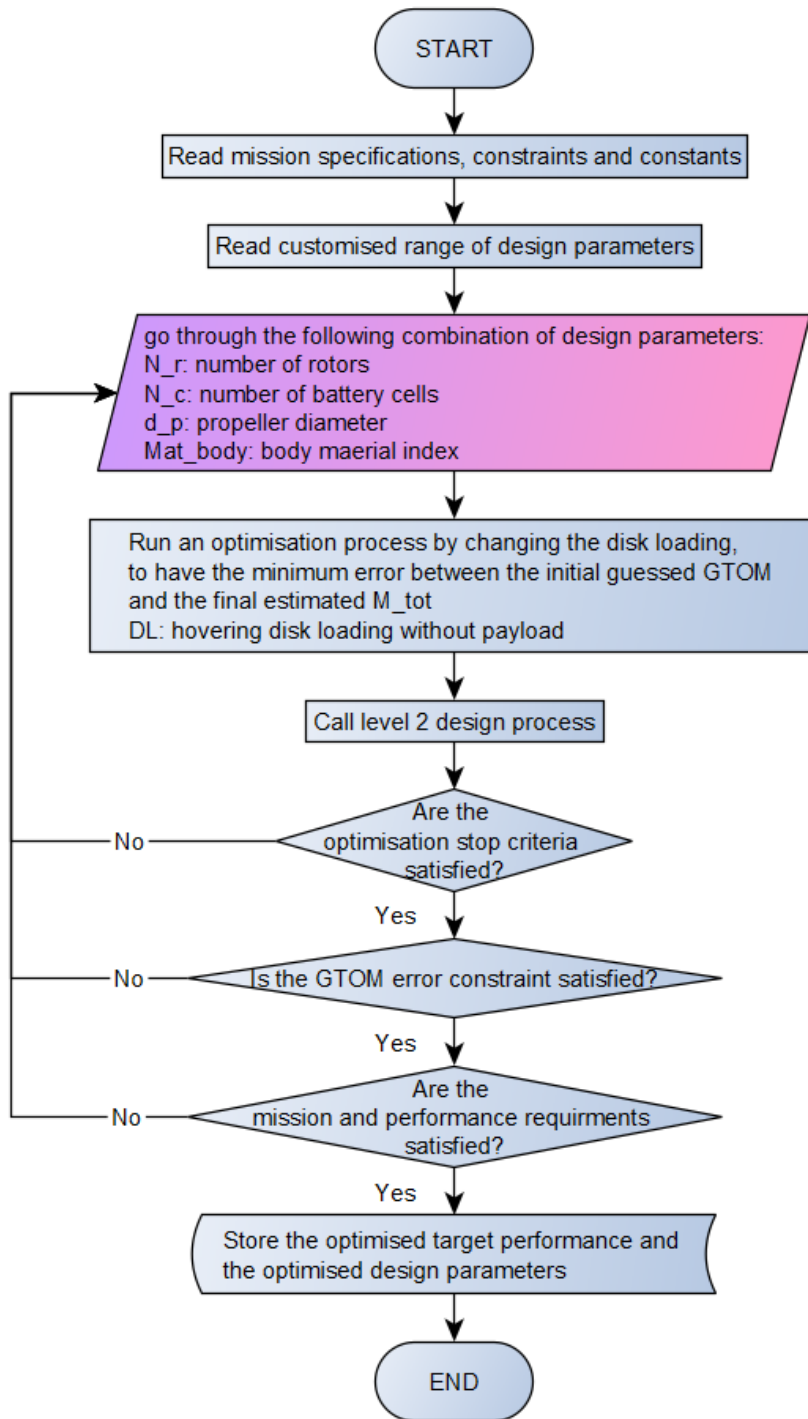 START
Read mission specifications, constraints and constants
Read customised range of design parameters
go through the following combination of design parameters:
N_r: number of rotors
N_c: number of battery cells
d_p: propeller diameter
Mat_body: body maerial index
Run an optimisation process by changing the disk loading,
to have the minimum error between the initial guessed GTOM
and the final estimated M_tot
DL: hovering disk loading without payload
Call level 2 design process
Are the
optimisation stop criteria
satisfied?
No
Yes
Is the GTOM error constraint satisfied?
No
Yes
Are the
mission and performance requirments
satisfied?
No
Yes
Store the optimised target performance and
the optimised design parameters
END